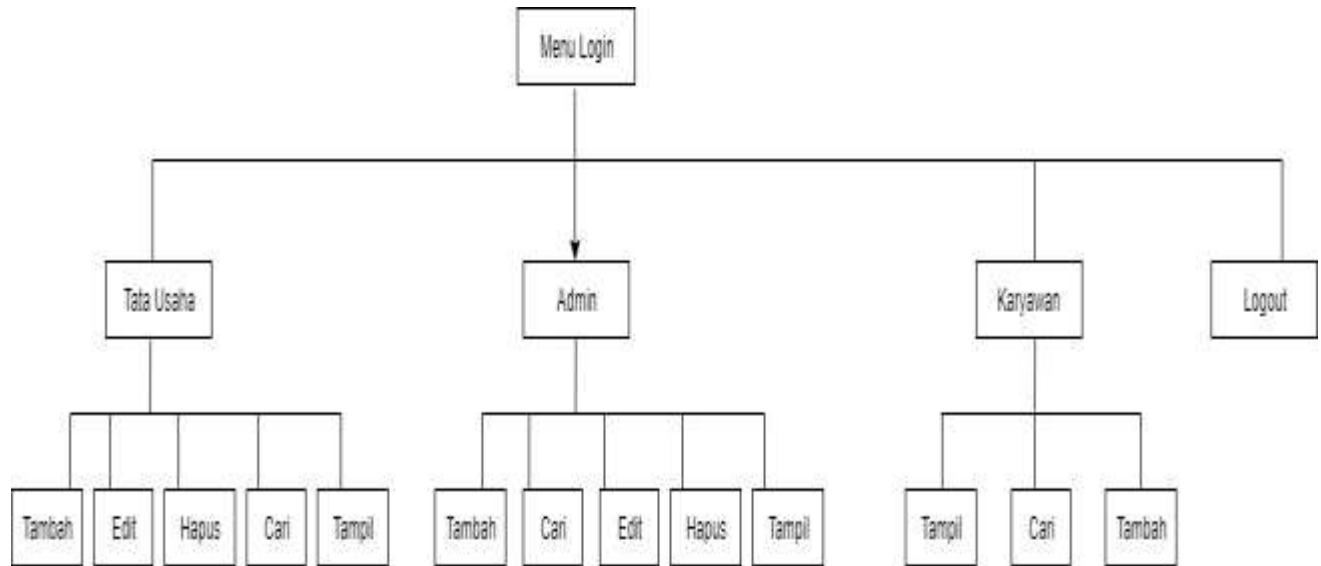 Menu Login
Tata Usaha
Admin
Karyawan
Logout
Tambah
Edit
Hapus
Cari
Tampil
Tambah
Cari
Edit
Hapus
Tampil
Tampil
Cari
Tambah